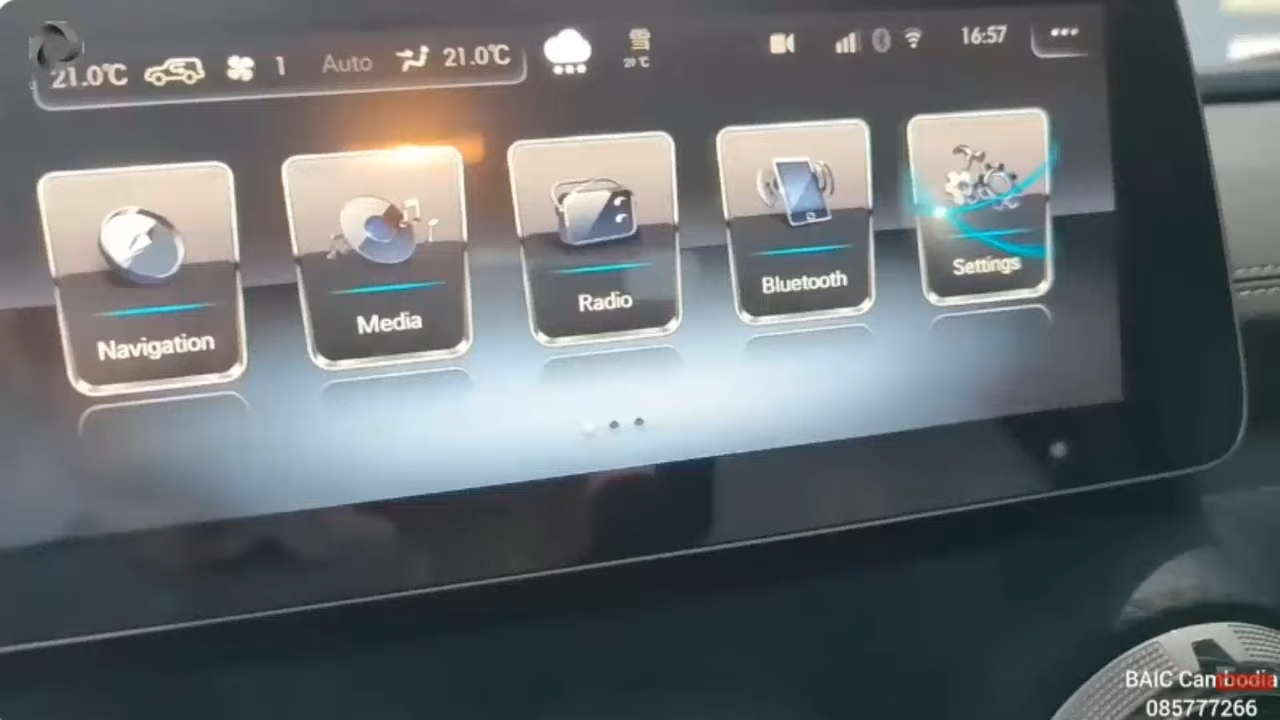 21.0℃ 1 Auto 21.0℃ 16:57
Navigation
Media
Radio
Bluetooth
Settings
BAIC Cambodia
085777266